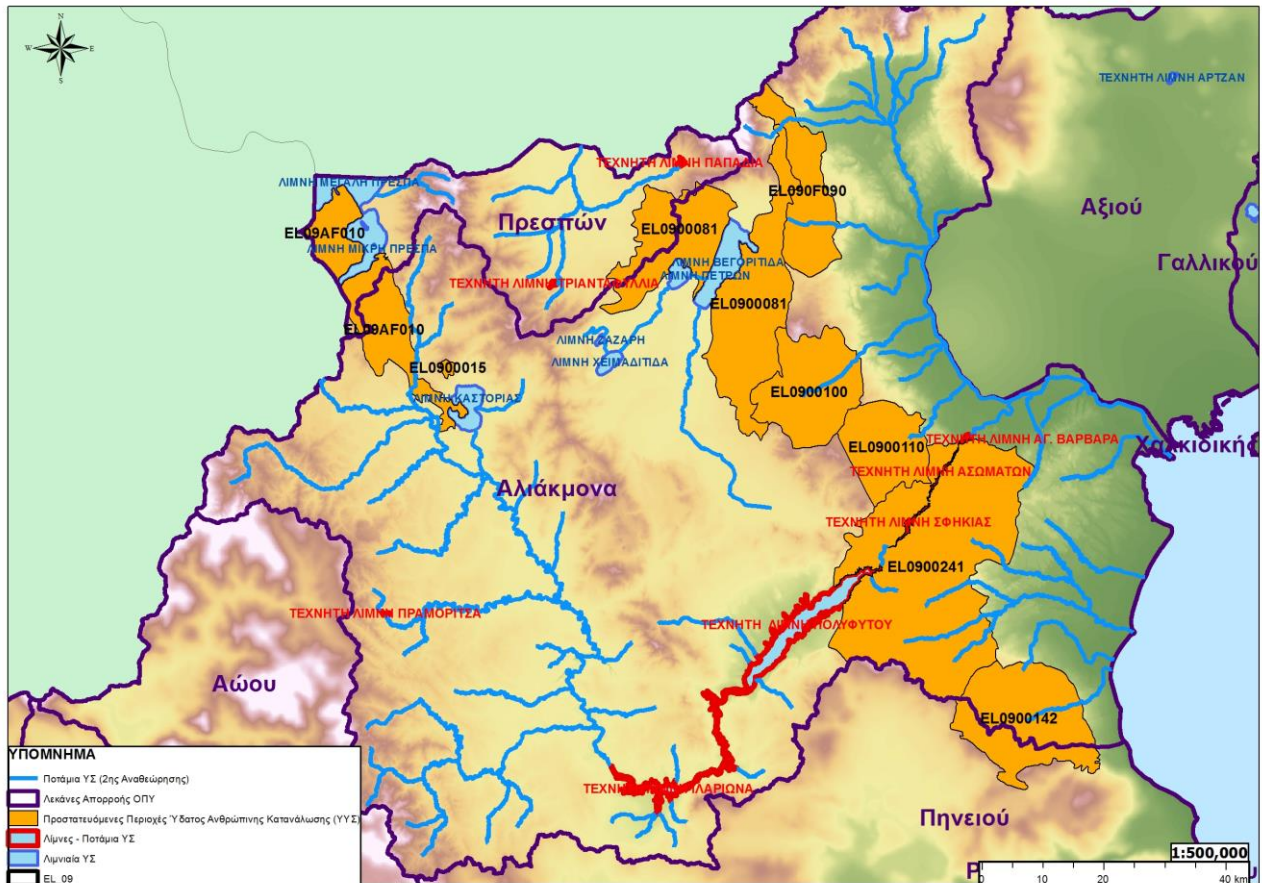 N
W E
S
ΤΕΧΝΗΤΗ ΛΙΜΝΗ ΑΡΤΖΑΝ
ΤΕΧΝΗΤΗ ΛΙΜΝΗ ΠΑΠΑΔΙΑ
ΛΙΜΝΗ ΜΕΓΑΛΗ ΠΡΕΣΠΑ
EL090F090
Αξιού
Πρεσπών
EL0900081
EL09AF010
ΛΙΜΝΗ ΜΙΚΡΗ ΠΡΕΣΠΑ
Γαλλικού
ΛΙΜΝΗ ΒΕΓΟΡΙΤΙΔΑ
ΛΙΜΝΗ ΠΕΤΡΩΝ
ΤΕΧΝΗΤΗ ΛΙΜΝΗ
EL0900081
EL09AF010
ΛΙΜΝΗ ΖΑΖΑΡΗ
ΛΙΜΝΗ ΧΕΙΜΑΔΙΤΙΔΑ
EL0900015
EL0900100
ΛΙΜΝΗ ΚΑΣΤΟΡΙΑΣ
ΤΕΧΝΗΤΗ ΛΙΜΝΗ ΑΓ. ΒΑΡΒΑΡΑ
Χαλκιδικής
EL0900110
ΤΕΧΝΗΤΗ ΛΙΜΝΗ ΑΣΩΜΑΤΩΝ
Αλιάκμονα
ΤΕΧΝΗΤΗ ΛΙΜΝΗ ΣΦΗΚΙΑΣ
EL0900241
ΤΕΧΝΗΤΗ ΛΙΜΝΗ ΠΡΑΜΟΡΙΤΣΑ
ΤΕΧΝΗΤΗ ΛΙΜΝΗ ΠΟΛΥΦΥΤΟΥ
Αώου
EL0900142
ΥΠΟΜΝΗΜΑ
Ποτάμια ΥΣ (2ης Αναθεώρησης)
Λεκάνες Απορροής ΟΠΥ
Προστατευόμενες Περιοχές Ύδατος Ανθρώπινης Κατανάλωσης (ΥΥΣ)
Λίμνες - Ποτάμια ΥΣ
Λιμναία ΥΣ
EL_09
ΙΛΑΡΙΩΝΑ
Πηνειού
1:500,000
0 10 20 40 km